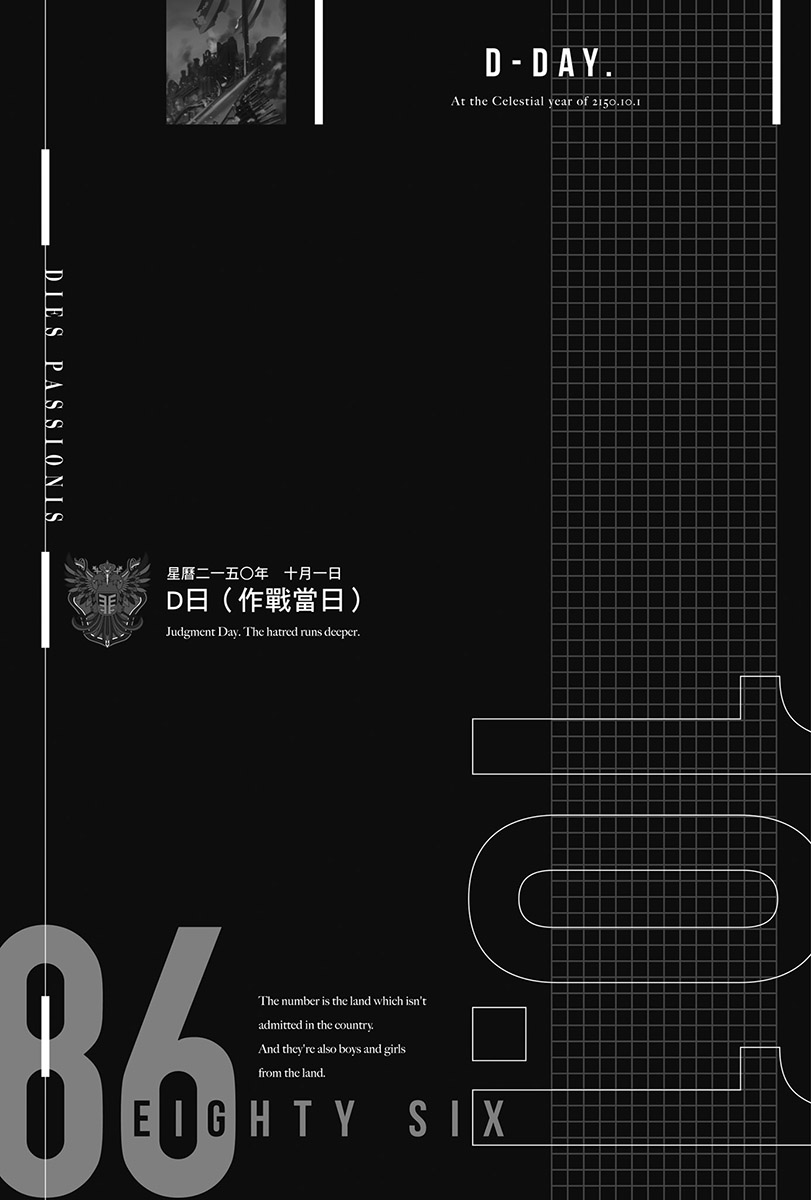 D-DAY.
At the Celestial year of 2150.10.1
DIES PASSIONIS
星曆二一五〇年　十月一日
D日（作戰當日）
Judgment Day. The hatred runs deeper.
10.1
86
The number is the land which isn't
admitted in the country.
And they're also boys and girls
from the land.
EIGHTY SIX